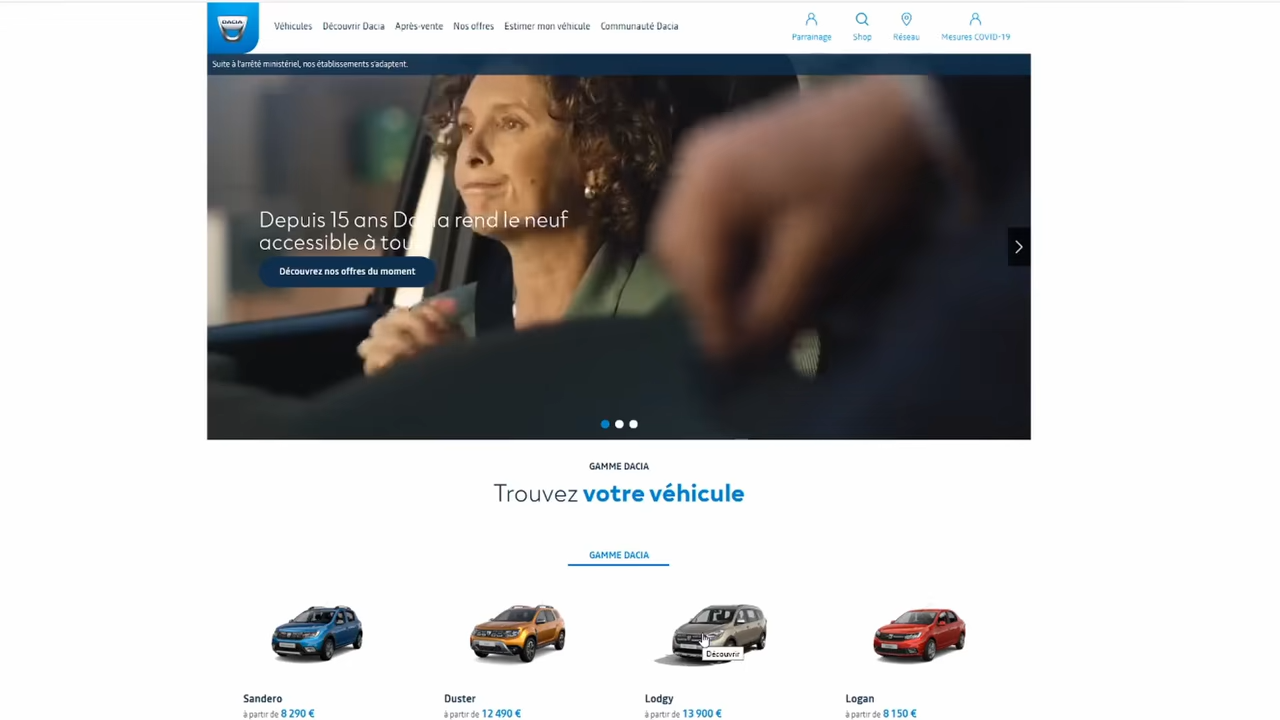 DACIA
Véhicules Découvrir Dacia Après-vente Nos offres Estimer mon véhicule Communauté Dacia
Parrainage Shop Réseau Mesures COVID-19
Suite à l'arrêté ministériel, nos établissements s'adaptent.
Depuis 15 ans Dacia rend le neuf
accessible à tou
Découvrez nos offres du moment
GAMME DACIA
Trouvez votre véhicule
GAMME DACIA
Découvrir
Sandero Duster Lodgy Logan
à partir de 8 290 € à partir de 12 490 € à partir de 13 900 € à partir de 8 150 €